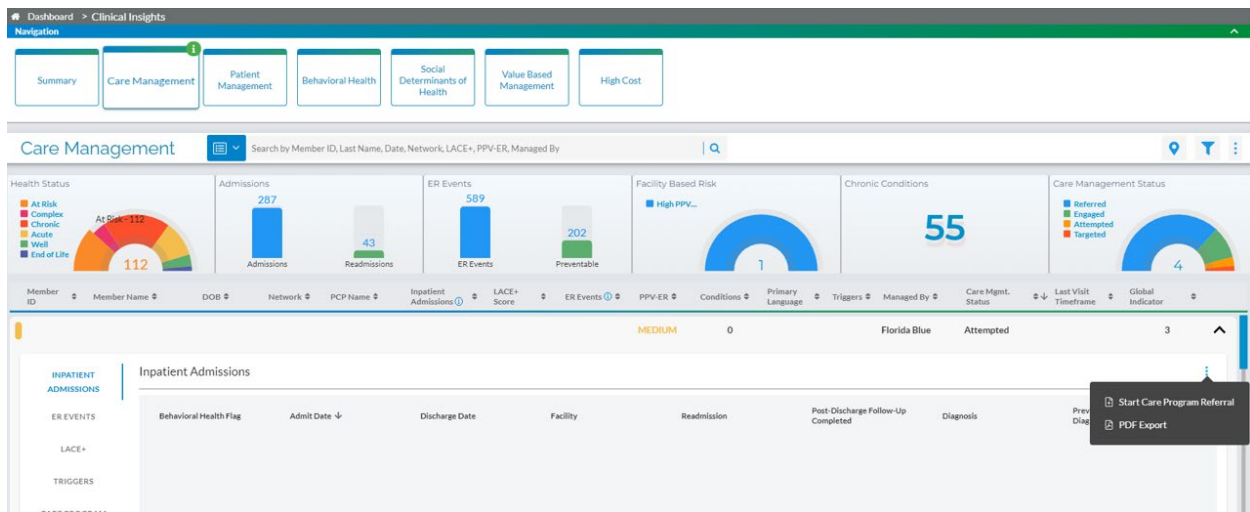 Dashboard > Clinical Insights
Navigation
Summary
Care Management
i
Patient
Management
Behavioral Health
Social
Determinants of
Health
Value Based
Management
High Cost
Care Management
Search by Member ID, Last Name, Date, Network, LACE+, PPV-ER, Managed By
Health Status
At Risk
Complex
Chronic
Acute
Well
End of Life
At Risk - 112
112
Admissions
287
43
Admissions
Readmissions
ER Events
589
202
ER Events
Preventable
Facility Based Risk
High PPV...
1
Chronic Conditions
55
Care Management Status
Referred
Engaged
Attempted
Targeted
4
Member
ID
Member Name
DOB
Network
PCP Name
Inpatient
Admissions
LACE+
Score
ER Events
PPV-ER
Conditions
Primary
Language
Triggers
Managed By
Care Mgmt.
Status
Last Visit
Timeframe
Global
Indicator
MEDIUM
0
Florida Blue
Attempted
3
INPATIENT
ADMISSIONS
ER EVENTS
LACE+
TRIGGERS
Inpatient Admissions
Start Care Program Referral
PDF Export
Behavioral Health Flag
Admit Date
Discharge Date
Facility
Readmission
Post-Discharge Follow-Up
Completed
Diagnosis
Prev
Diag